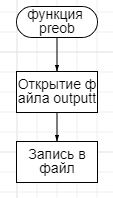 функция
preob
Открытие ф
айла outputt
Запись в
файл